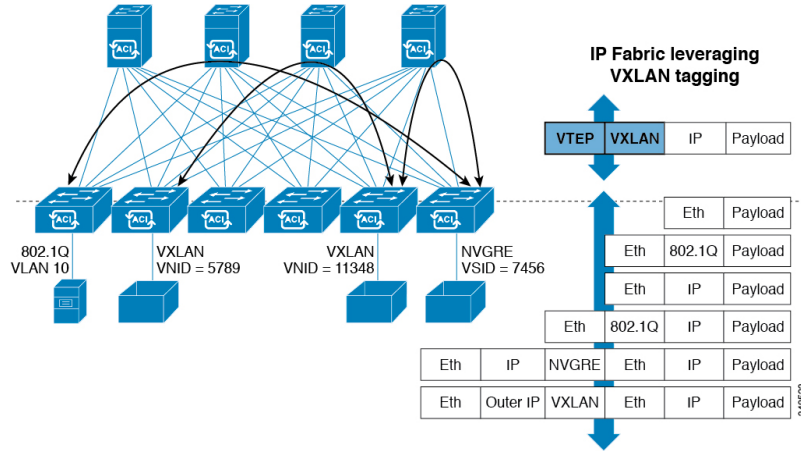 ACI
ACI
ACI
ACI
IP Fabric leveraging
VXLAN tagging
VTEP VXLAN IP Payload
ACI
ACI
ACI
ACI
ACI
ACI
802.1Q
VLAN 10
VXLAN
VNID = 5789
VXLAN
VNID = 11348
NVGRE
VSID = 7456
Eth Payload
Eth 802.1Q Payload
Eth IP Payload
Eth 802.1Q IP Payload
Eth IP NVGRE Eth IP Payload
Eth Outer IP VXLAN Eth IP Payload